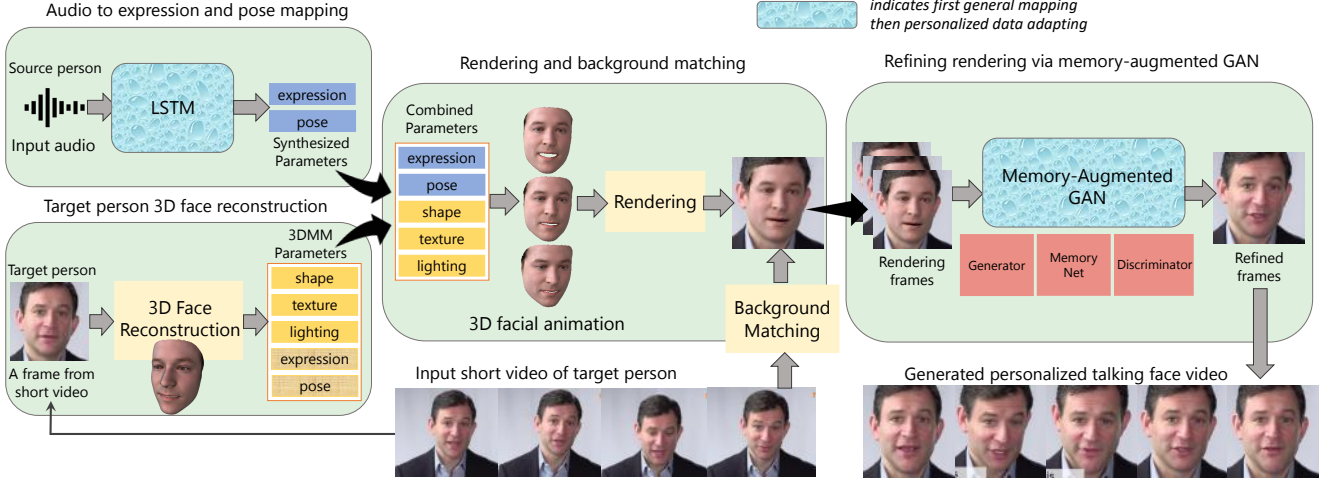 Audio to expression and pose mapping
Source person
Input audio
LSTM
expression
pose
Synthesized
Parameters
Target person 3D face reconstruction
Target person
A frame from
short video
3D Face
Reconstruction
3DMM
Parameters
shape
texture
lighting
expression
pose
Rendering and background matching
Combined
Parameters
expression
pose
shape
texture
lighting
3D facial animation
Rendering
Background
Matching
Input short video of target person
indicates first general mapping
then personalized data adapting
Refining rendering via memory-augmented GAN
Rendering
frames
Memory-Augmented
GAN
Generator
Memory
Net
Discriminator
Refined
frames
Generated personalized talking face video